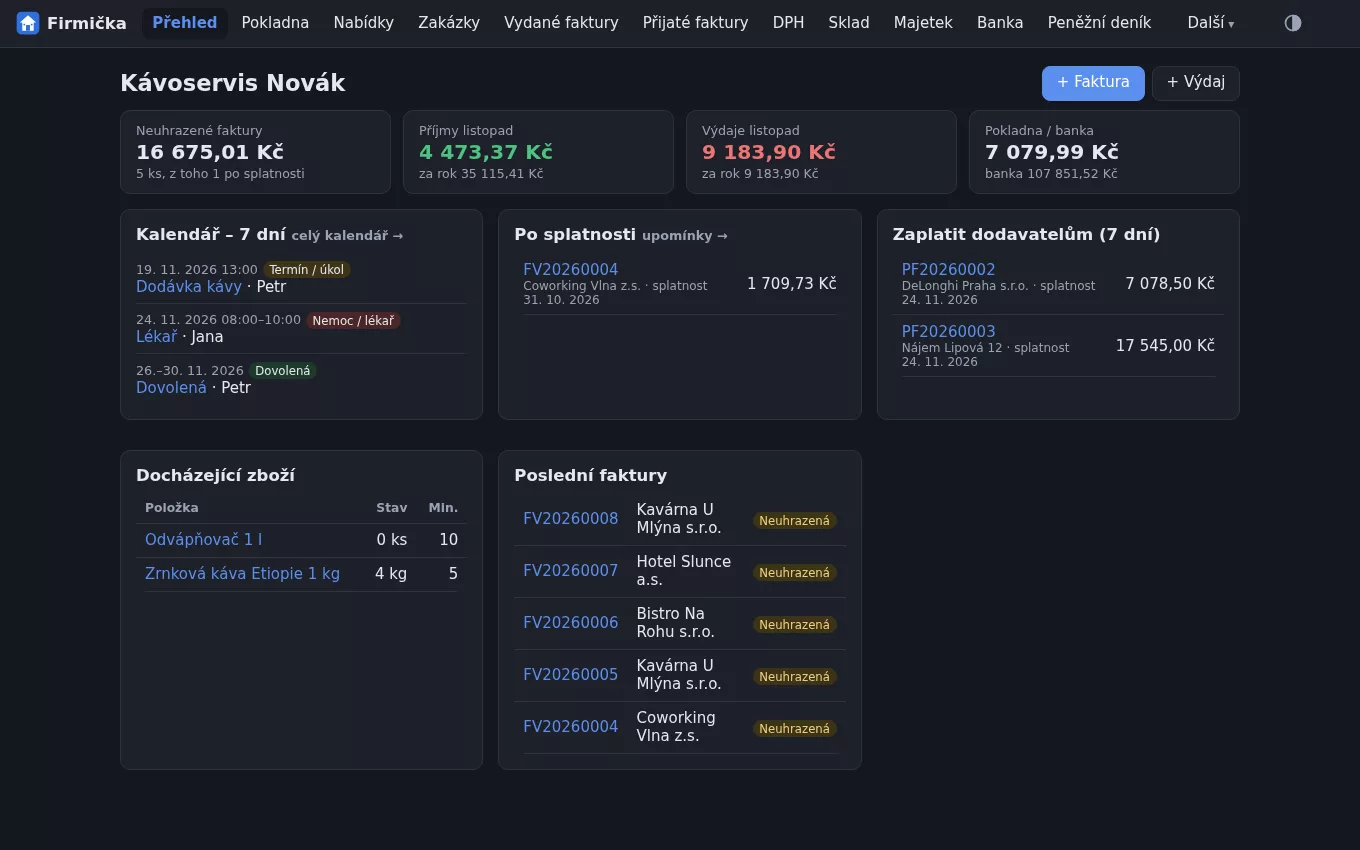 Firmička Přehled Pokladna Nabídky Zakázky Vydané faktury Přijaté faktury DPH Sklad Majetek Banka Peněžní deník Další ▾
Kávoservis Novák
+ Faktura + Výdaj
Neuhrazené faktury
16 675,01 Kč
5 ks, z toho 1 po splatnosti
Příjmy listopad
4 473,37 Kč
za rok 35 115,41 Kč
Výdaje listopad
9 183,90 Kč
za rok 9 183,90 Kč
Pokladna / banka
7 079,99 Kč
banka 107 851,52 Kč
Kalendář – 7 dní celý kalendář →
19. 11. 2026 13:00 Termín / úkol
Dodávka kávy · Petr
24. 11. 2026 08:00–10:00 Nemoc / lékař
Lékař · Jana
26.–30. 11. 2026 Dovolená
Dovolená · Petr
Po splatnosti upomínky →
FV20260004
Coworking Vlna z.s. · splatnost
31. 10. 2026
1 709,73 Kč
Zaplatit dodavatelům (7 dní)
PF20260002
DeLonghi Praha s.r.o. · splatnost
24. 11. 2026
7 078,50 Kč
PF20260003
Nájem Lipová 12 · splatnost
24. 11. 2026
17 545,00 Kč
Docházející zboží
Položka Stav Min.
Odvápňovač 1 l 0 ks 10
Zrnková káva Etiopie 1 kg 4 kg 5
Poslední faktury
FV20260008
Kavárna U
Mlýna s.r.o.
Neuhrazená
FV20260007
Hotel Slunce
a.s.
Neuhrazená
FV20260006
Bistro Na
Rohu s.r.o.
Neuhrazená
FV20260005
Kavárna U
Mlýna s.r.o.
Neuhrazená
FV20260004
Coworking
Vlna z.s.
Neuhrazená